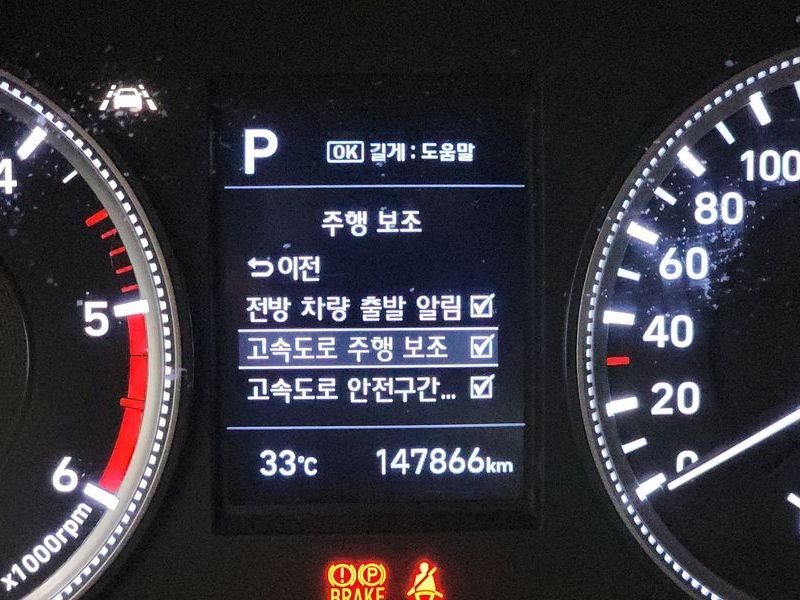 P OK 길게 : 도움말
주행 보조
이전
전방 차량 출발 알림
고속도로 주행 보조
고속도로 안전구간...
33℃ 147866km
4
5
6
x1000rpm
100
80
60
40
20
0
P
BRAKE